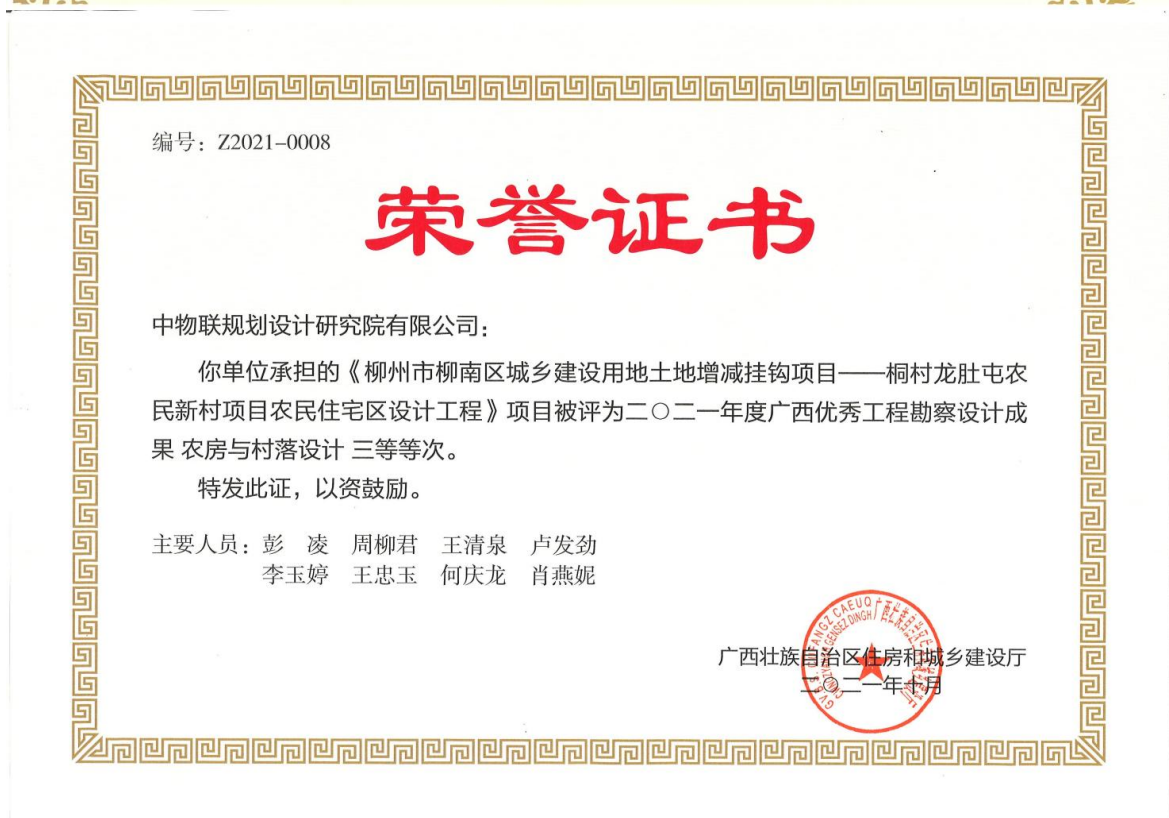 编号：Z2021-0008
荣誉证书
中物联规划设计研究院有限公司：
你单位承担的《柳州市柳南区城乡建设用地土地增减挂钩项目——桐村龙肚屯农
民新村项目农民住宅区设计工程》项目被评为二〇二一年度广西优秀工程勘察设计成
果 农房与村落设计 三等等次。
特发此证，以资鼓励。
主要人员：彭 凌 周柳君 王清泉 卢发劲
李玉婷 王忠玉 何庆龙 肖燕妮
广西壮族自治区住房和城乡建设厅
二〇二一年十月